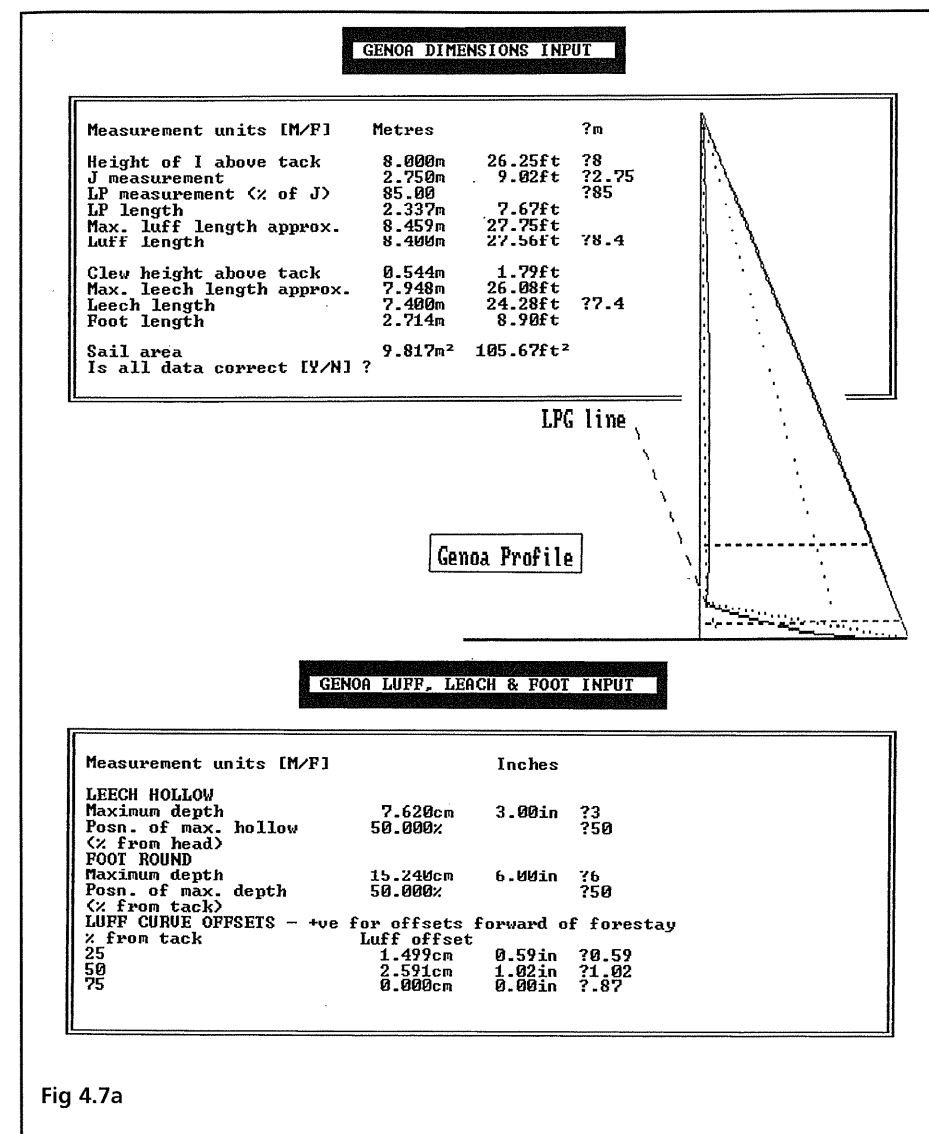 GENOA DIMENSIONS INPUT
Measurement units [M/F] Metres ?m
Height of I above tack 8.000m 26.25ft ?8
J measurement 2.750m 9.02ft ?2.75
LP measurement (% of J) 85.00 ?85
LP length 2.337m 7.67ft
Max. luff length approx. 8.459m 27.75ft
Luff length 8.400m 27.56ft ?8.4
Clew height above tack 0.544m 1.79ft
Max. leech length approx. 7.948m 26.08ft
Leech length 7.400m 24.28ft ?7.4
Foot length 2.714m 8.90ft
Sail area 9.817m² 105.67ft²
Is all data correct [Y/N] ?
LPG line
Genoa Profile
GENOA LUFF, LEACH & FOOT INPUT
Measurement units [M/F] Inches
LEECH HOLLOW
Maximum depth 7.620cm 3.00in ?3
Posn. of max. hollow 50.000% ?50
(% from head)
FOOT ROUND
Maximum depth 15.240cm 6.00in ?6
Posn. of max. depth 50.000% ?50
(% from tack)
LUFF CURVE OFFSETS - +ve for offsets forward of forestay
% from tack Luff offset
25 1.499cm 0.59in ?0.59
50 2.591cm 1.02in ?1.02
75 0.000cm 0.00in ?.87
Fig 4.7a